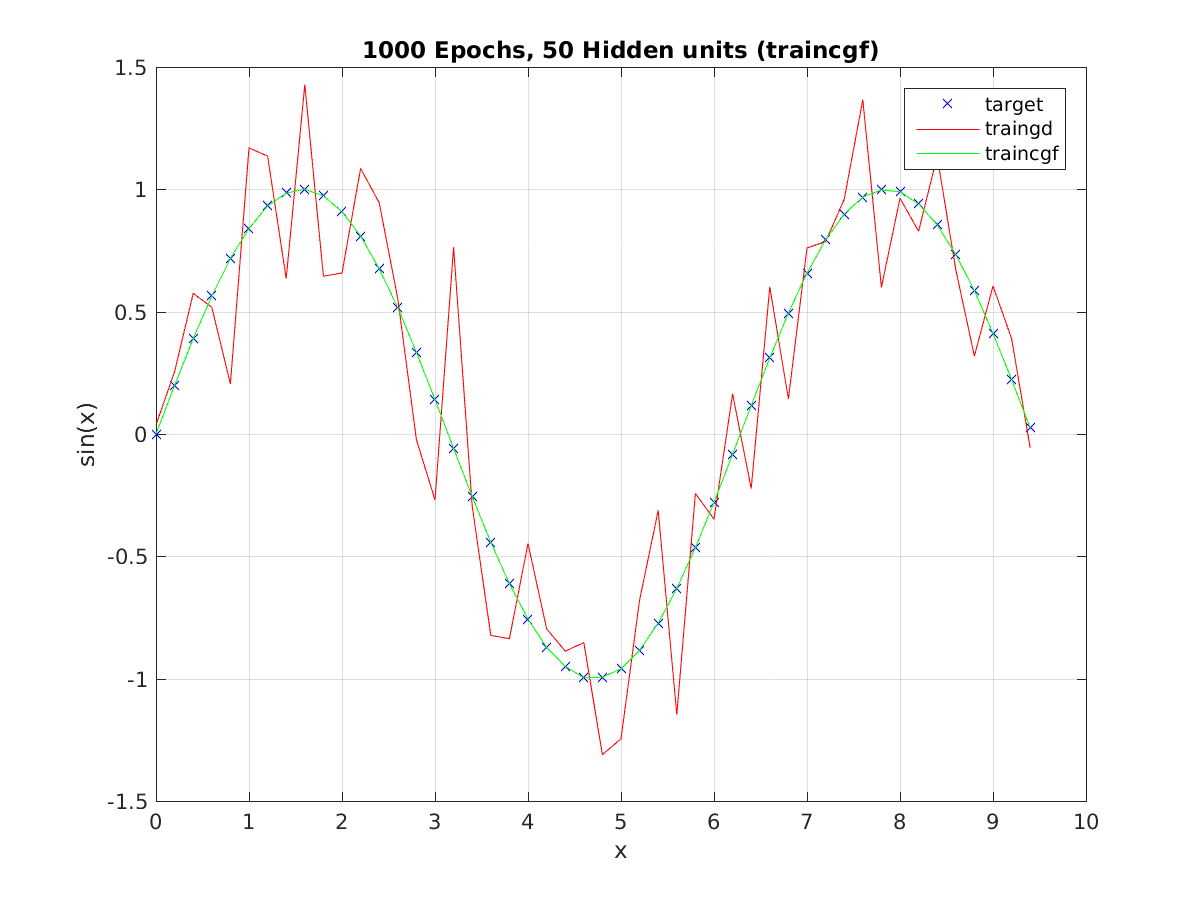 1000 Epochs, 50 Hidden units (traincgf)
1.5
1
0.5
0
-0.5
-1
-1.5
sin(x)
target
traingd
traincgf
0 1 2 3 4 5 6 7 8 9 10
x